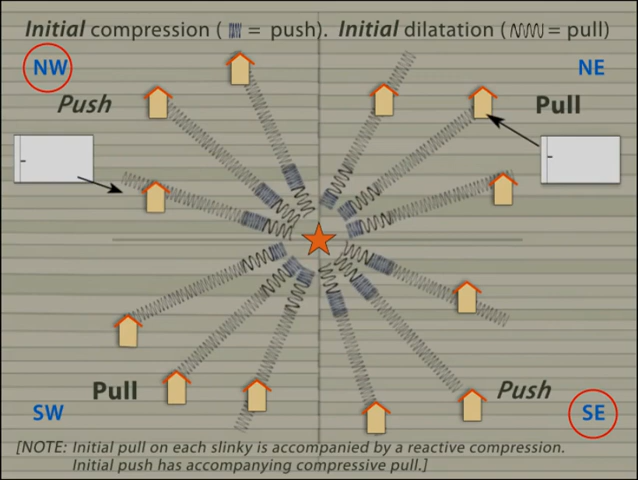 Initial compression ( = push). Initial dilatation ( = pull)
NW
NE
Push
Pull
Pull
Push
SW
SE
[NOTE: Initial pull on each slinky is accompanied by a reactive compression.
Initial push has accompanying compressive pull.]